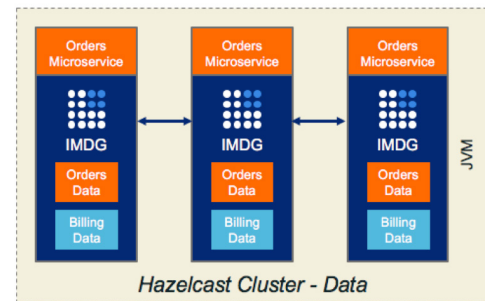 Orders
Microservice
IMDG
Orders
Data
Billing
Data
Orders
Microservice
IMDG
Orders
Data
Billing
Data
Orders
Microservice
IMDG
Orders
Data
Billing
Data
JVM
Hazelcast Cluster - Data